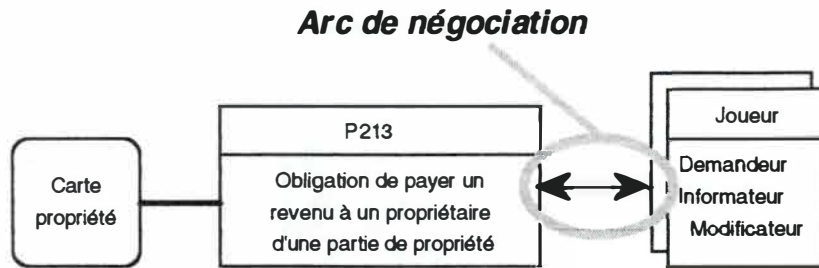 Arc de négociation
Carte
propriété
P213
Obligation de payer un
revenu à un propriétaire
d'une partie de propriété
Joueur
Demandeur
Informateur
Modificateur